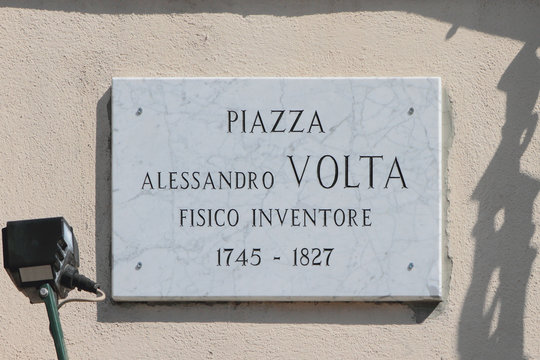 PIAZZA
ALESSANDRO VOLTA
FISICO INVENTORE
1745 - 1827